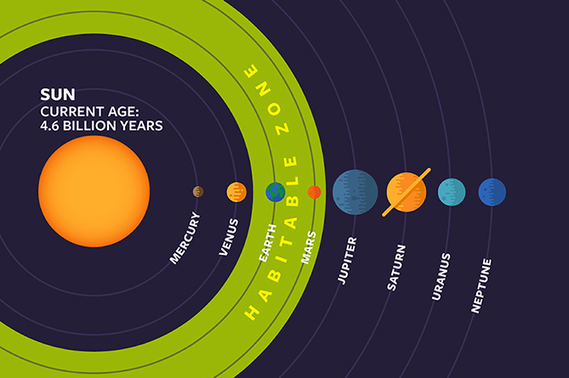 SUN
CURRENT AGE:
4.6 BILLION YEARS
HABITABLE ZONE
MERCURY
VENUS
EARTH
MARS
JUPITER
SATURN
URANUS
NEPTUNE